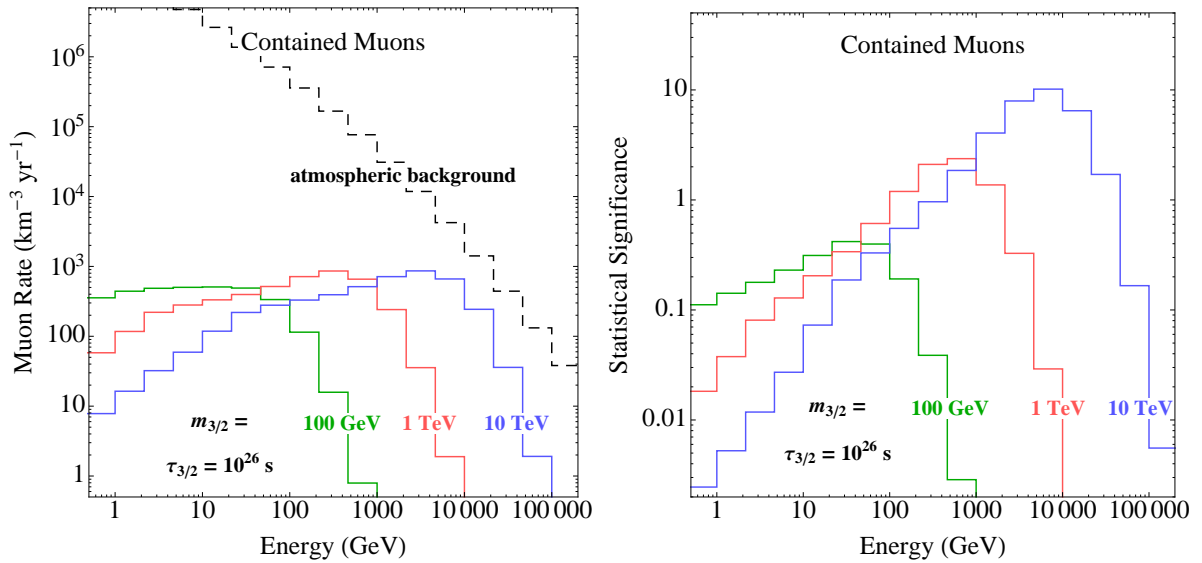 Contained Muons
10⁶
10⁵
10⁴
10³
100
10
1
Muon Rate (km⁻³ yr⁻¹)
atmospheric background
m₃/₂ =
100 GeV
1 TeV
10 TeV
τ₃/₂ = 10²⁶ s
1
10
100
1000
10 000
100 000
Energy (GeV)
Contained Muons
10
1
0.1
0.01
Statistical Significance
m₃/₂ =
100 GeV
1 TeV
10 TeV
τ₃/₂ = 10²⁶ s
1
10
100
1000
10 000
100 000
Energy (GeV)